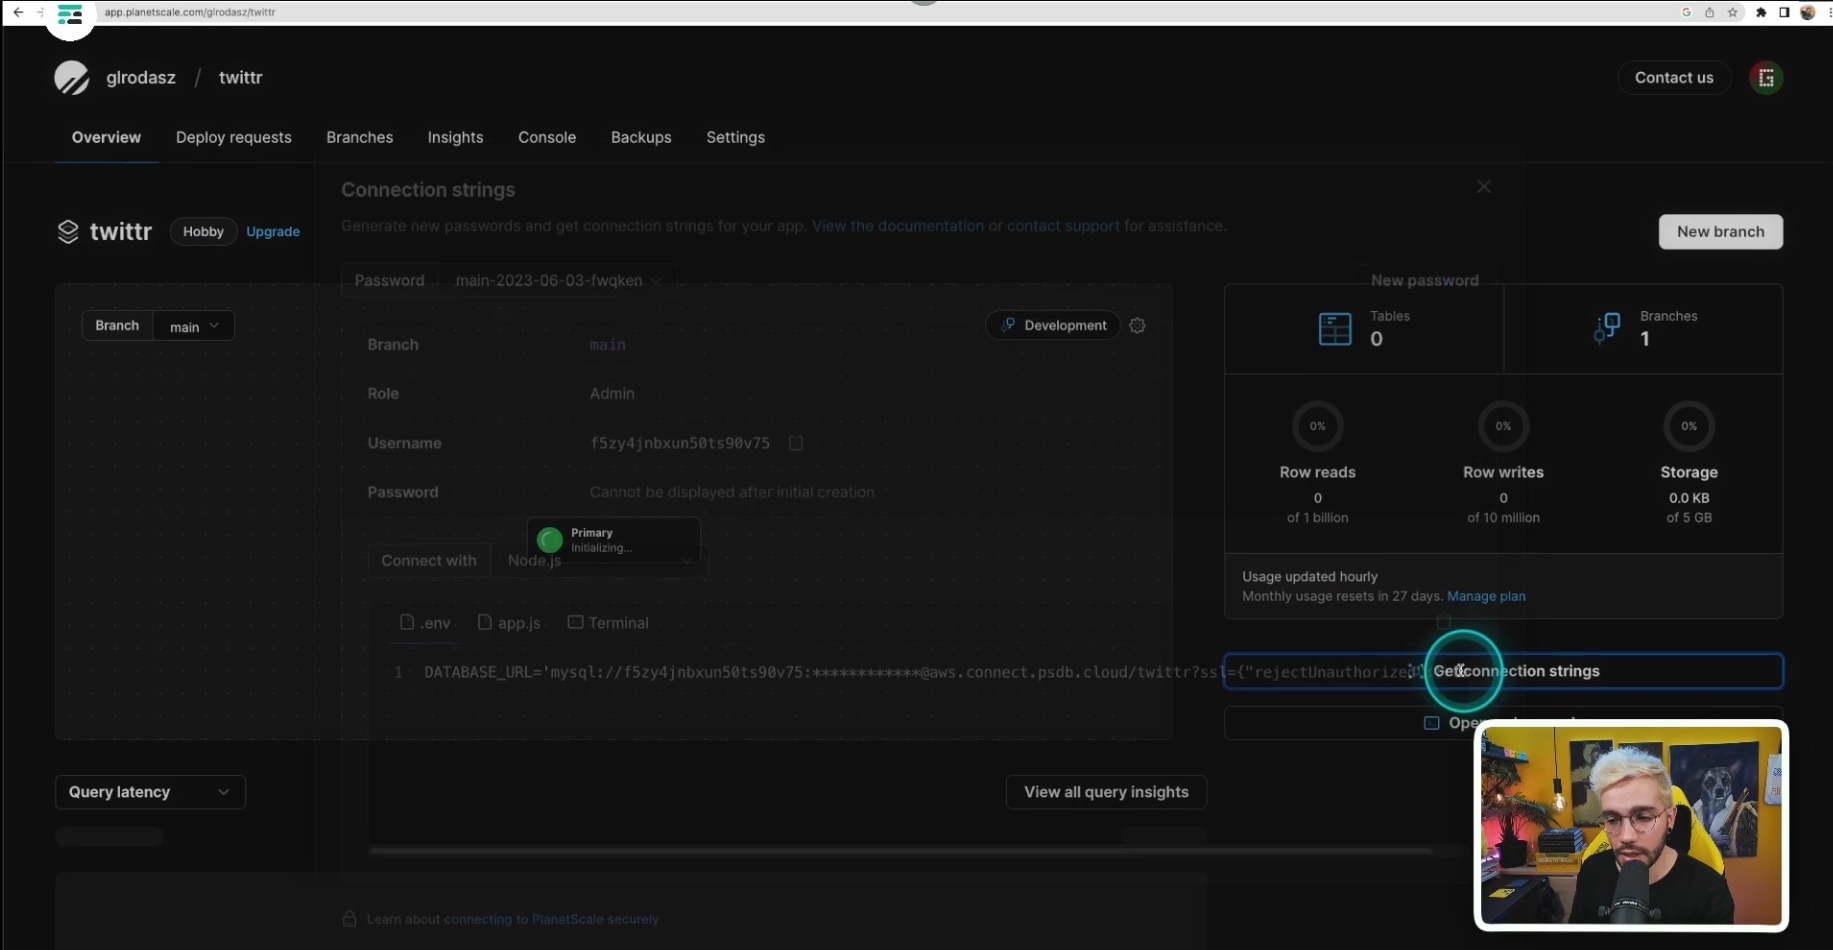 app.planetscale.com/glrodasz/twittr
glrodasz / twittr
Contact us
Overview Deploy requests Branches Insights Console Backups Settings
Connection strings
Generate new passwords and get connection strings for your app. View the documentation or contact support for assistance.
twittr Hobby Upgrade
New branch
Password main-2023-06-03-fwqken
New password
Branch main
Development
Tables
0
Branches
1
Branch main
Role Admin
Username f5zy4jnbxun50ts90v75
Password Cannot be displayed after initial creation
0% 0% 0%
Row reads Row writes Storage
0 0 0.0 KB
of 1 billion of 10 million of 5 GB
Primary
Initializing...
Connect with Node.js
Usage updated hourly
Monthly usage resets in 27 days. Manage plan
.env app.js Terminal
1 DATABASE_URL='mysql://f5zy4jnbxun50ts90v75:************@aws.connect.psdb.cloud/twittr?ssl={"rejectUnauthorized
Get connection strings
Query latency
View all query insights
Learn about connecting to PlanetScale securely